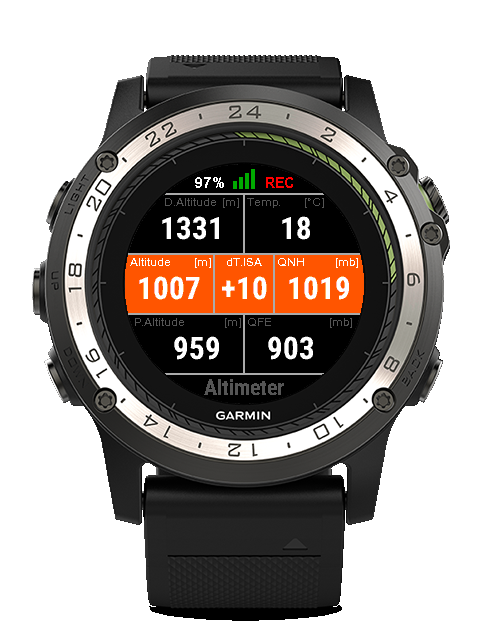 24
2
4
6
8
10
12
14
16
18
20
22
LIGHT
UP
DOWN
BACK
97% REC
D.Altitude [m] Temp. [°C]
1331 18
Altitude [m] dT.ISA QNH [mb]
1007 +10 1019
P.Altitude [m] QFE [mb]
959 903
Altimeter
GARMIN